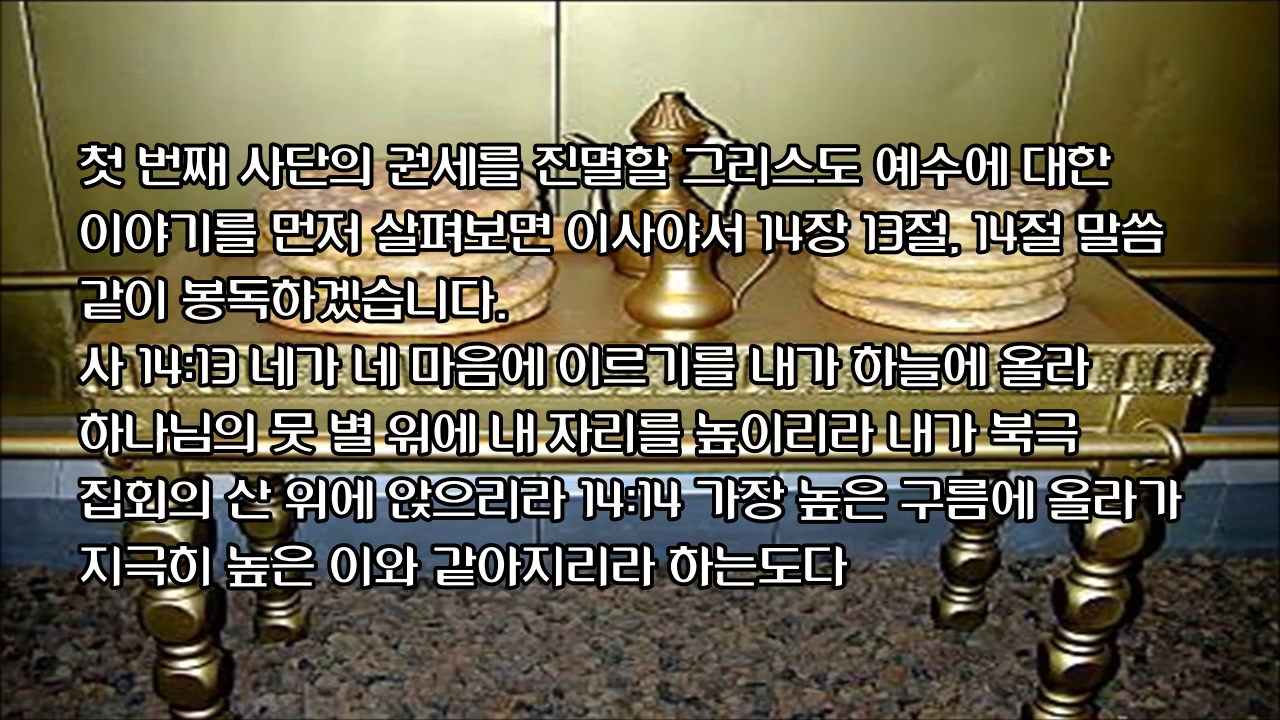 첫 번째 사단의 권세를 진멸할 그리스도 예수에 대한
이야기를 먼저 살펴보면 이사야서 14장 13절, 14절 말씀
같이 봉독하겠습니다.
사 14:13 네가 네 마음에 이르기를 내가 하늘에 올라
하나님의 뭇 별 위에 내 자리를 높이리라 내가 북극
집회의 산 위에 앉으리라 14:14 가장 높은 구름에 올라가
지극히 높은 이와 같아지리라 하는도다